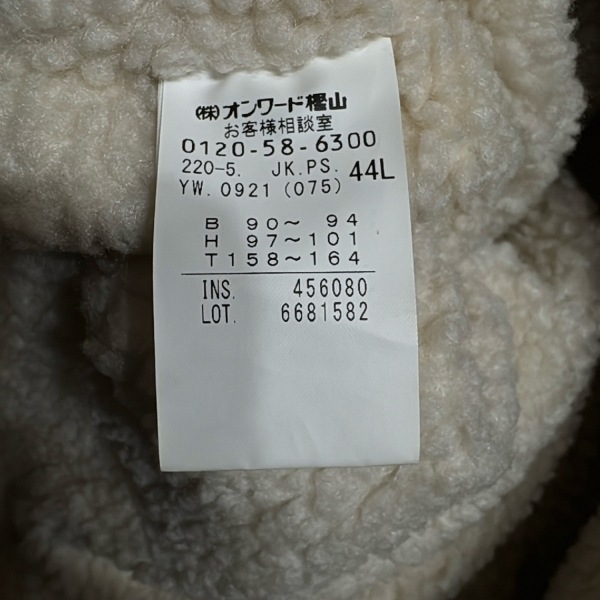 ㈱オンワード樫山
お客様相談室
0120-58-6300
220-5. JK.PS. 44L
YW.0921(075)
B 90～ 94
H 97～101
T158～164
INS. 456080
LOT. 6681582